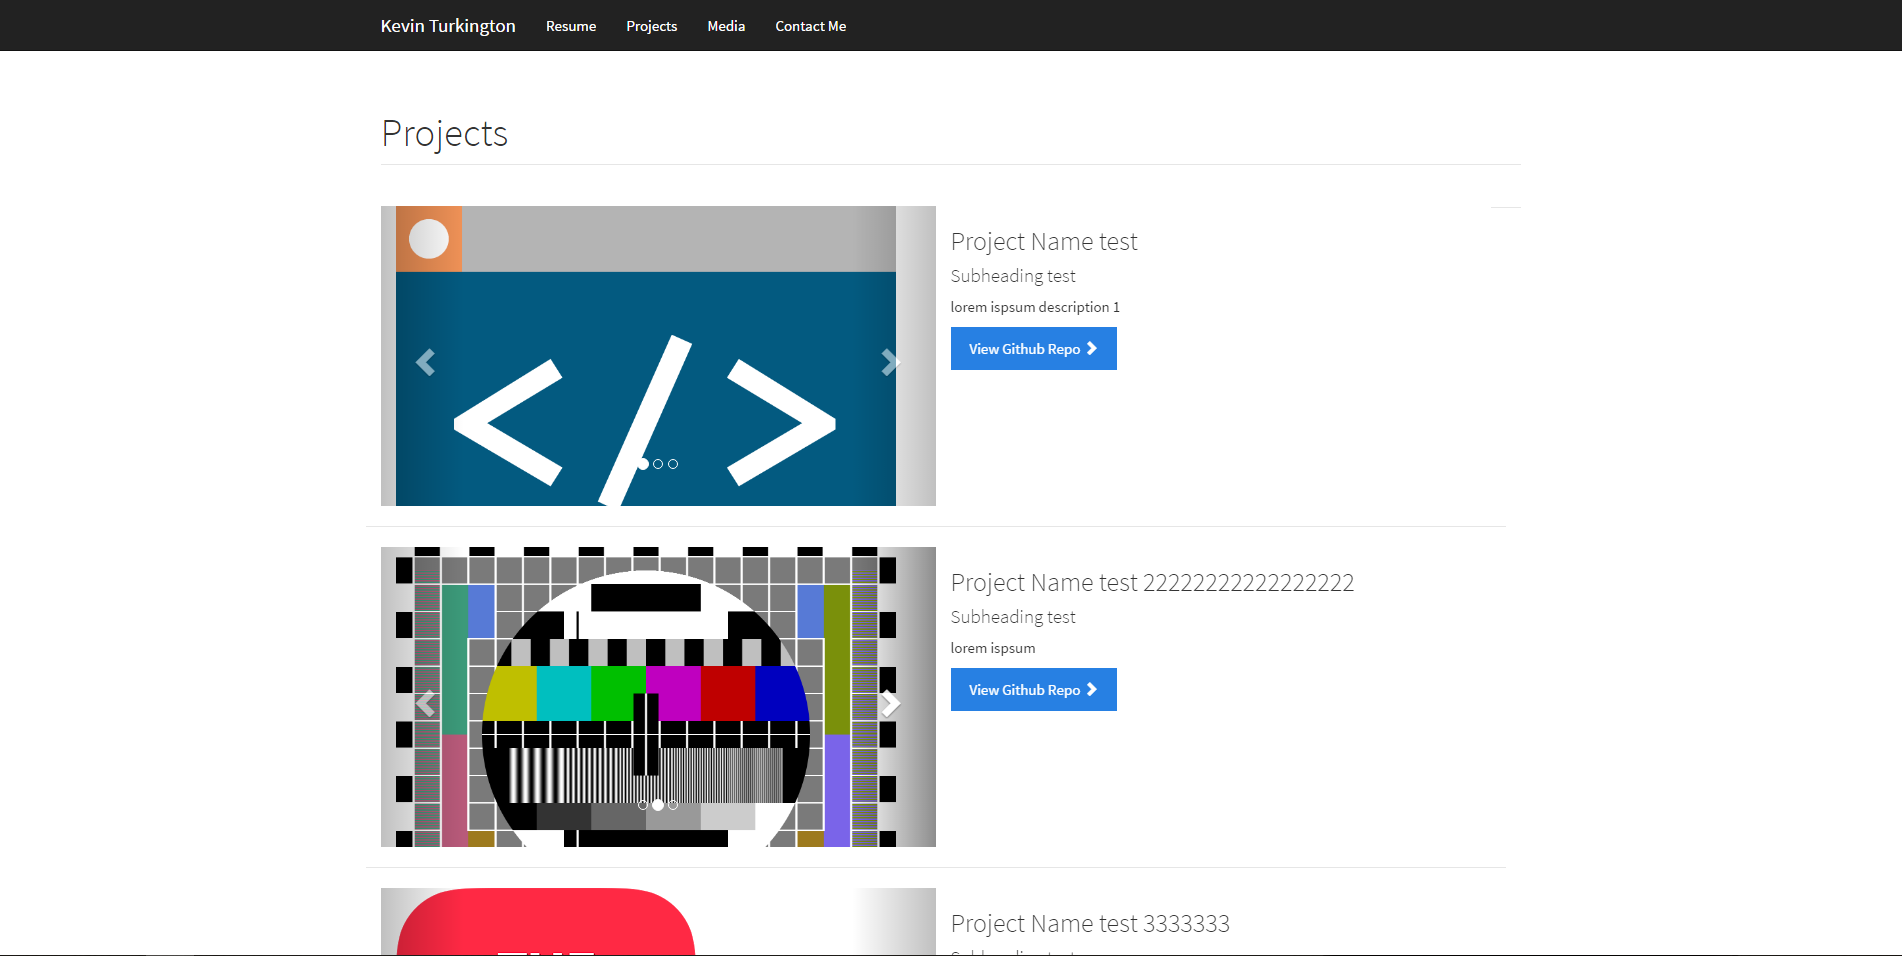 Kevin Turkington Resume Projects Media Contact Me
Projects
</>
Project Name test
Subheading test
lorem ispsum description 1
View Github Repo
Project Name test 22222222222222222
Subheading test
lorem ispsum
View Github Repo
Project Name test 3333333